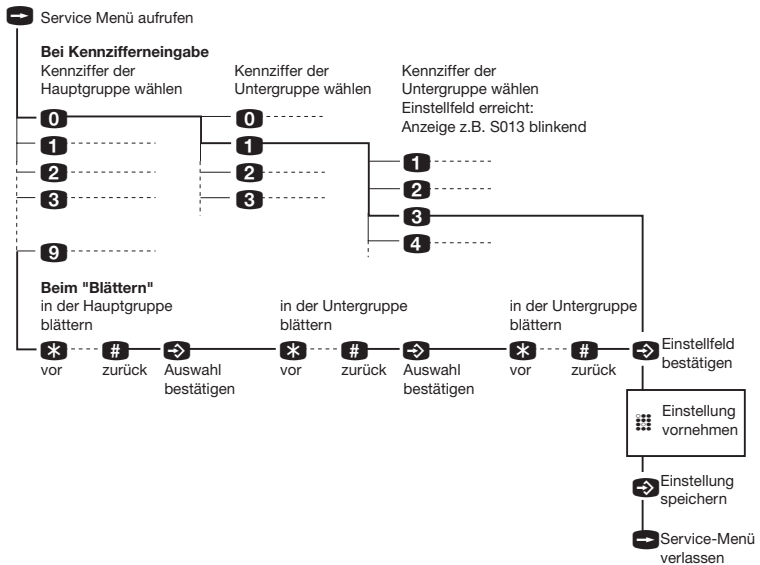 Service Menü aufrufen
Bei Kennzifferneingabe
Kennziffer der
Hauptgruppe wählen
Kennziffer der
Untergruppe wählen
Kennziffer der
Untergruppe wählen
Einstellfeld erreicht:
Anzeige z.B. S013 blinkend
0
1
2
3
9
0
1
2
3
1
2
3
4
Beim "Blättern"
in der Hauptgruppe
blättern
in der Untergruppe
blättern
in der Untergruppe
blättern
* # * # * #
vor
zurück
Auswahl
bestätigen
vor
zurück
Auswahl
bestätigen
vor
zurück
Einstellfeld
bestätigen
Einstellung
vornehmen
Einstellung
speichern
Service-Menü
verlassen